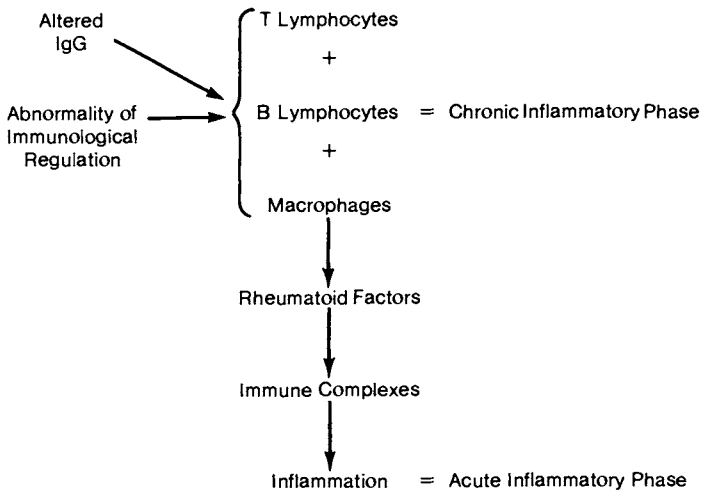 Altered
IgG
T Lymphocytes
+
Abnormality of
Immunological
Regulation
B Lymphocytes = Chronic Inflammatory Phase
+
Macrophages
Rheumatoid Factors
Immune Complexes
Inflammation = Acute Inflammatory Phase